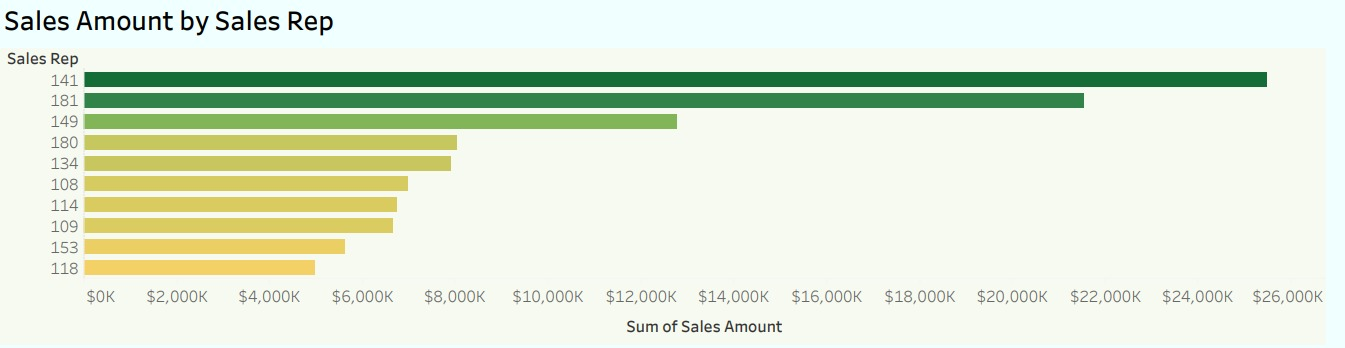 Sales Amount by Sales Rep
Sales Rep
141
181
149
180
134
108
114
109
153
118
$0K $2,000K $4,000K $6,000K $8,000K $10,000K $12,000K $14,000K $16,000K $18,000K $20,000K $22,000K $24,000K $26,000K
Sum of Sales Amount